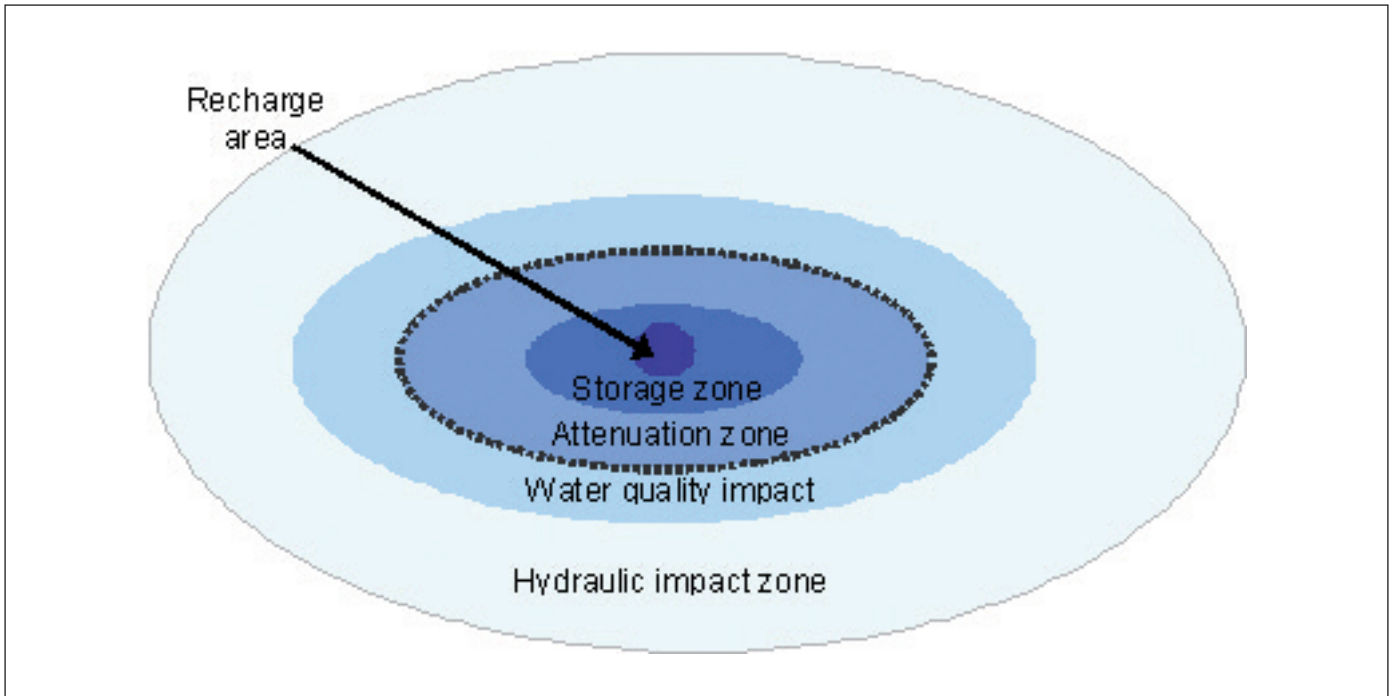 Recharge
area
Storage zone
Attenuation zone
Water quality impact
Hydraulic impact zone